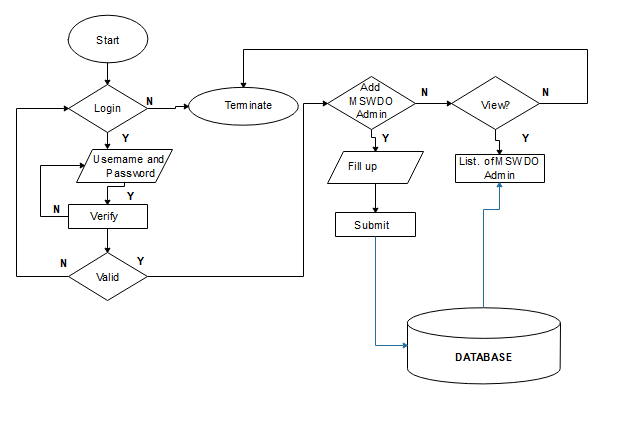 Start
Login
N
Terminate
Y
Username and
Password
Y
N
Verify
N
Valid
Y
Add
MSWDO
Admin
N
View?
N
Y
Fill up
Submit
Y
List. ofMSWDO
Admin
DATABASE